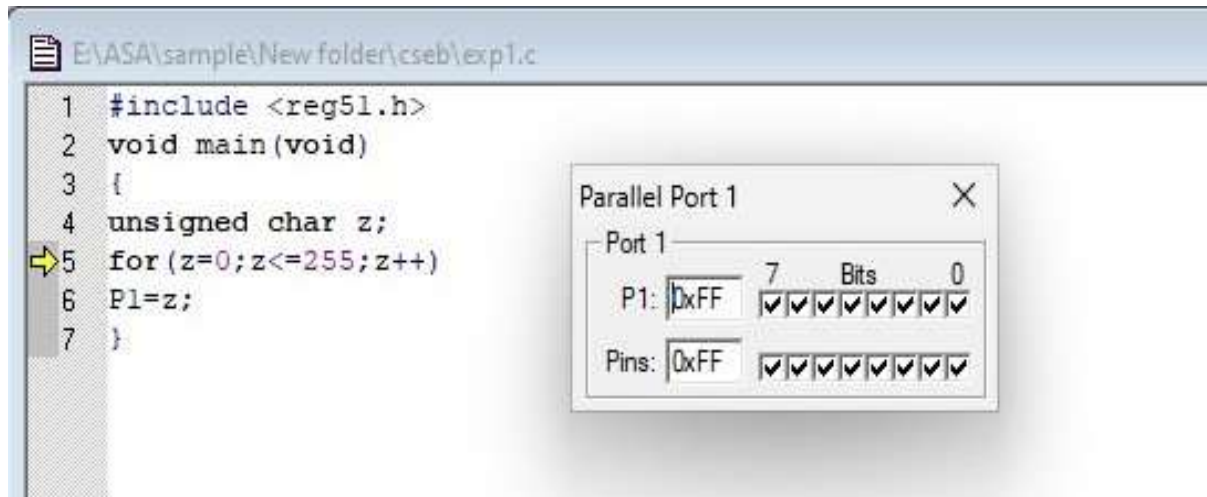 E:\ASA\sample\New folder\cseb\exp1.c
1 #include <reg51.h>
2 void main(void)
3 {
4 unsigned char z;
5 for(z=0;z<=255;z++)
6 P1=z;
7 }
Parallel Port 1
Port 1
7 Bits 0
P1: 0xFF
Pins: 0xFF